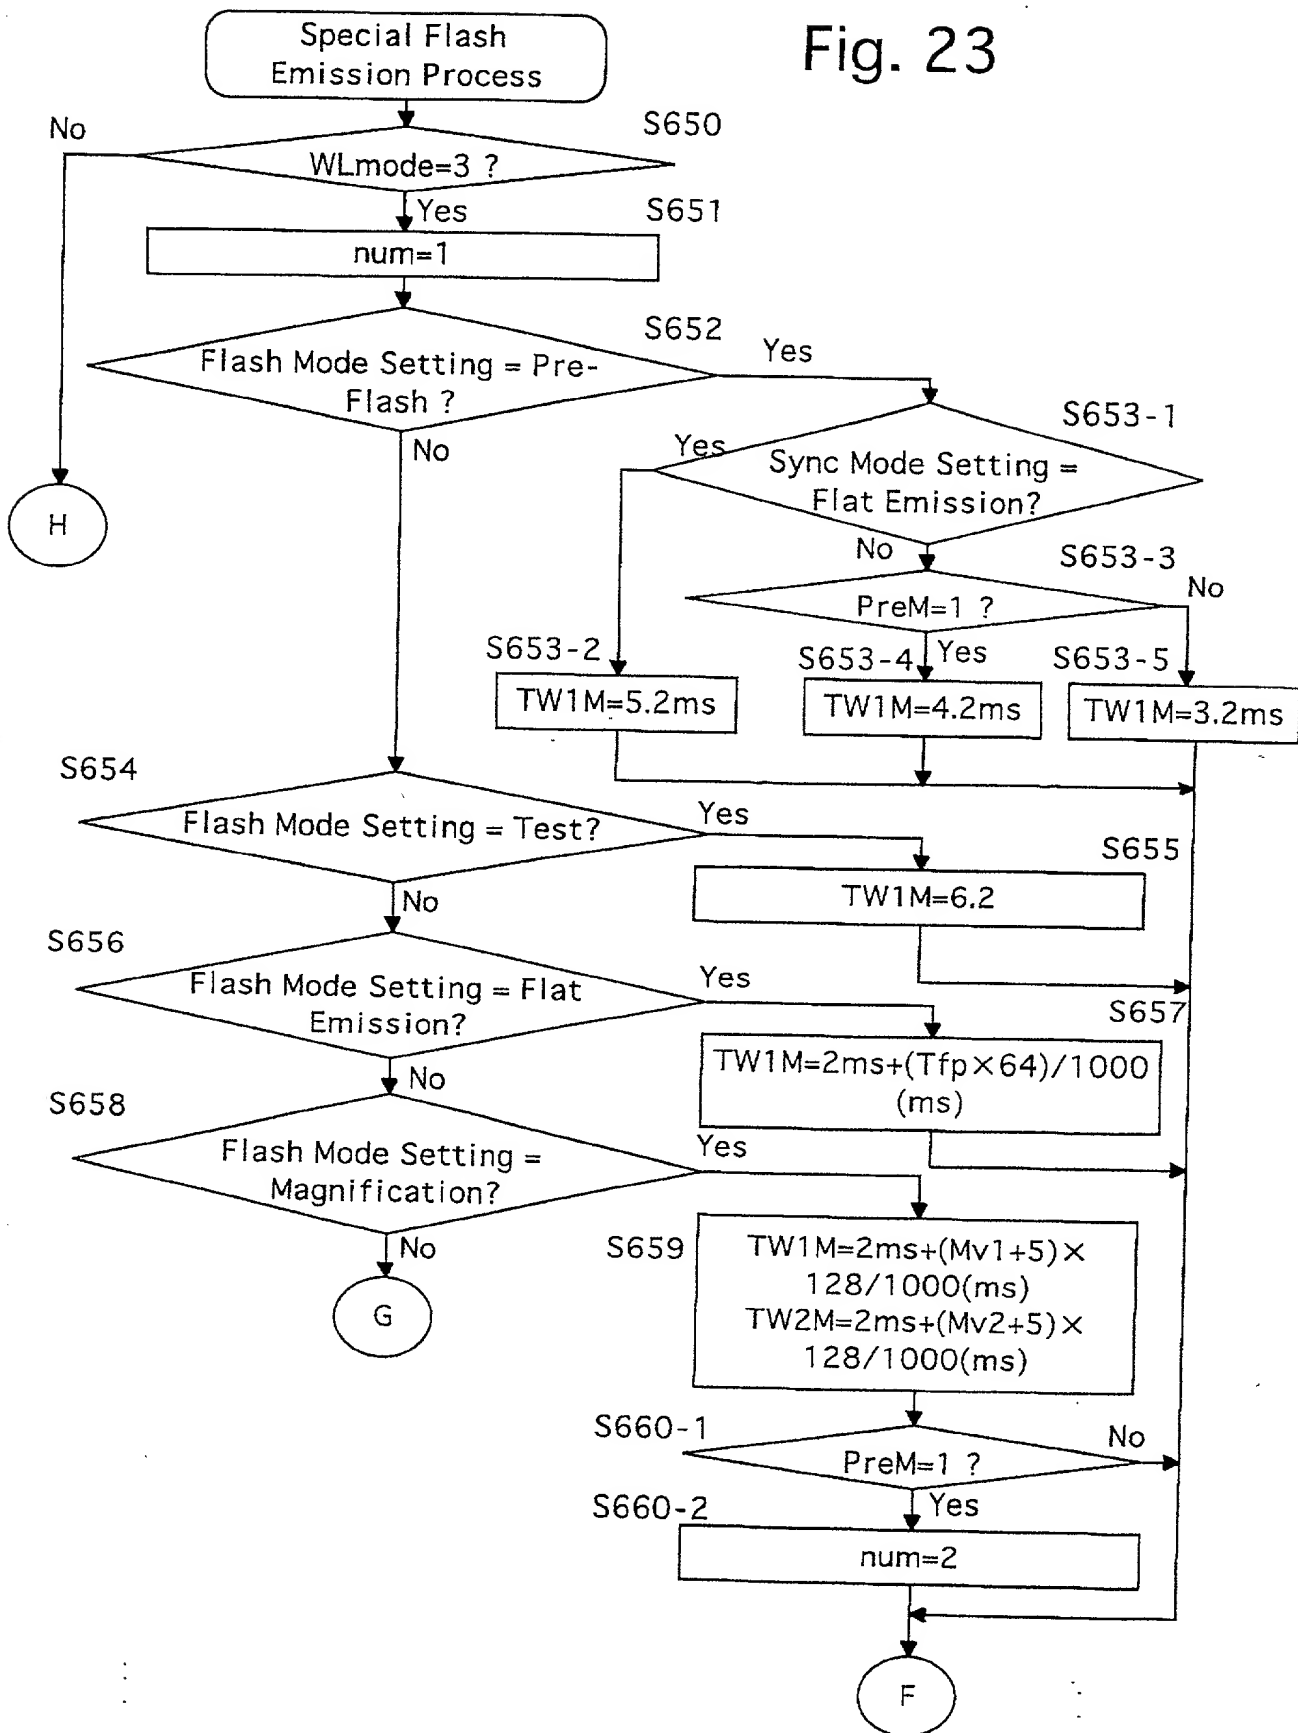 Fig. 23
Special Flash
Emission Process
No
S650
WLmode=3 ?
Yes
S651
num=1
S652
Flash Mode Setting = Pre-
Flash ?
Yes
No
S653-1
Yes
Sync Mode Setting =
Flat Emission?
H
No
S653-3
PreM=1 ?
No
S653-2
S653-4
Yes
S653-5
TW1M=5.2ms
TW1M=4.2ms
TW1M=3.2ms
S654
Flash Mode Setting = Test?
Yes
S655
TW1M=6.2
No
S656
Flash Mode Setting = Flat
Emission?
Yes
S657
TW1M=2ms+(Tfp×64)/1000
(ms)
No
S658
Flash Mode Setting =
Magnification?
Yes
No
S659
TW1M=2ms+(Mv1+5)×
128/1000(ms)
TW2M=2ms+(Mv2+5)×
128/1000(ms)
G
S660-1
PreM=1 ?
No
S660-2
Yes
num=2
F